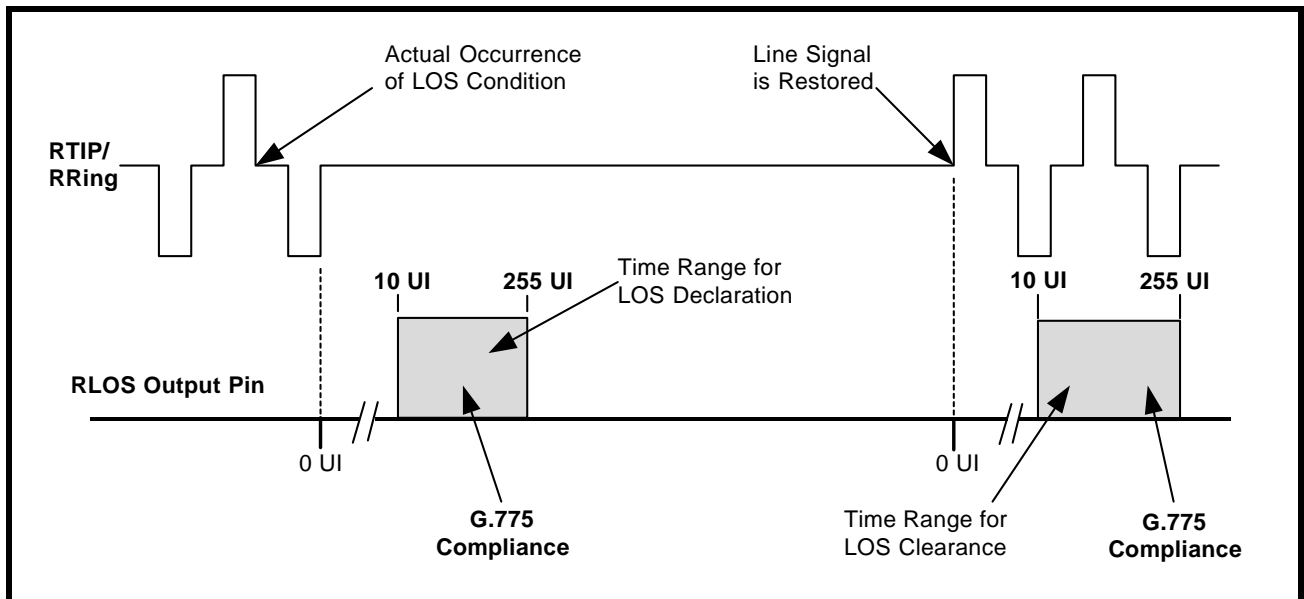 Actual Occurrence
of LOS Condition
Line Signal
is Restored
RTIP/
RRing
10 UI
255 UI
Time Range for
LOS Declaration
10 UI
255 UI
RLOS Output Pin
0 UI
0 UI
G.775
Compliance
Time Range for
LOS Clearance
G.775
Compliance